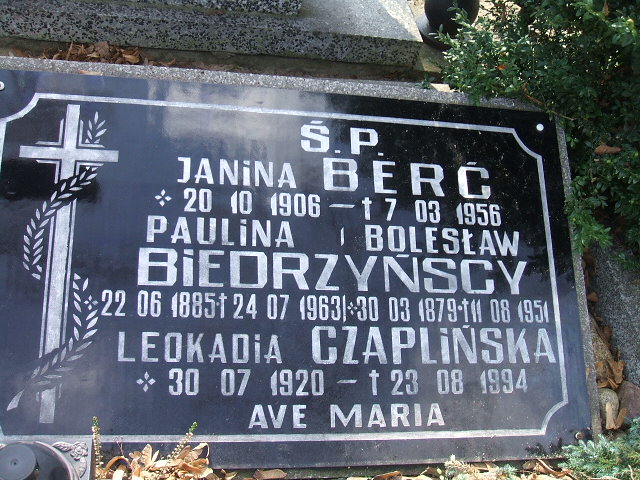 Ś.P.
JANINA BERĆ
20 10 1906 – † 7 03 1956
PAULINA I BOLESŁAW
BIEDRZYŃSCY
22 06 1885 † 24 07 1963 30 03 1879 † 11 08 1951
LEOKADIA CZAPLIŃSKA
30 07 1920 – † 23 08 1994
AVE MARIA